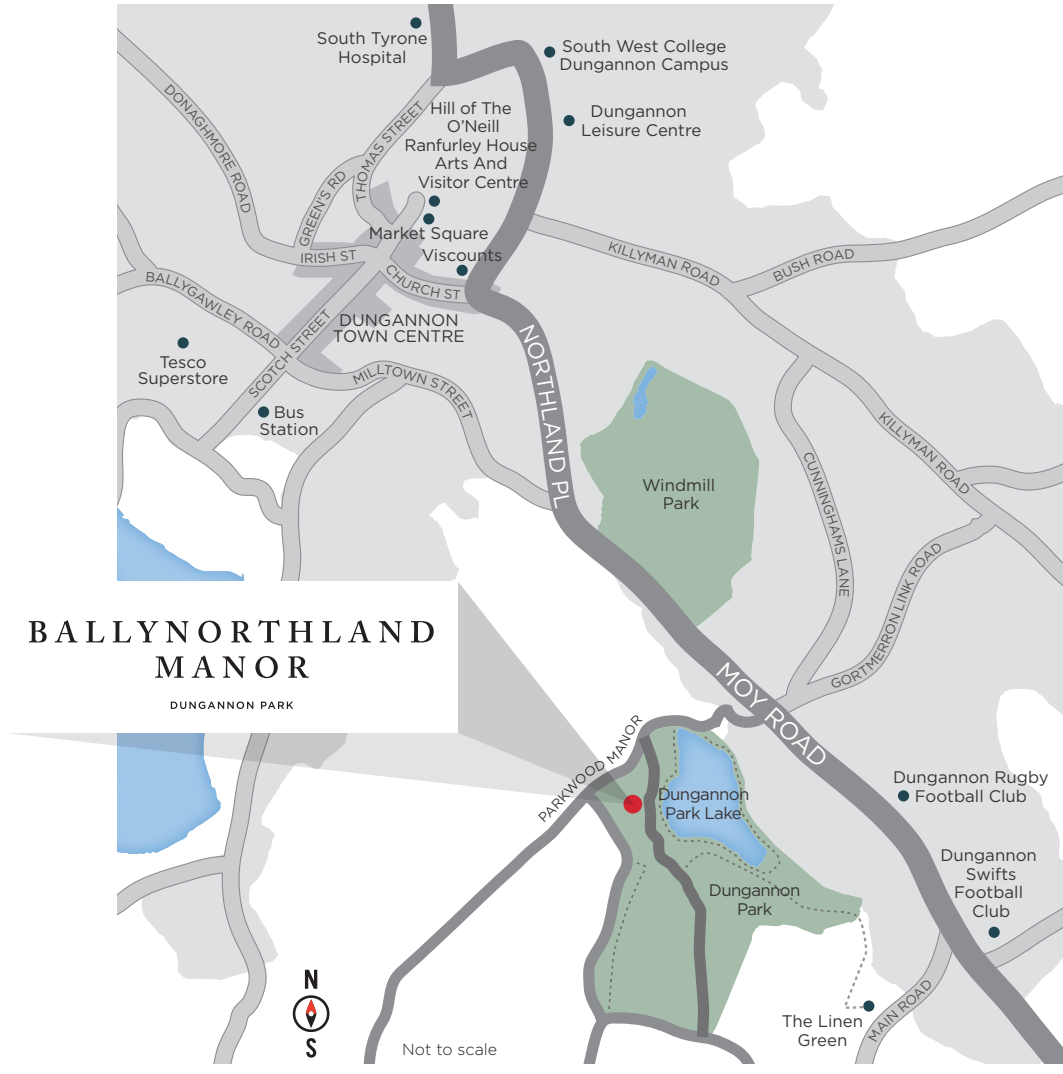 South Tyrone
Hospital
South West College
Dungannon Campus
Dungannon
Leisure Centre
Hill of The
O'Neill
Ranfurley House
Arts And
Visitor Centre
DONAGHMORE ROAD
THOMAS STREET
GREEN'S RD
Market Square
IRISH ST
Viscounts
CHURCH ST
KILLYMAN ROAD
BUSH ROAD
BALLYGAWLEY ROAD
SCOTCH STREET
DUNGANNON
TOWN CENTRE
NORTHLAND PL
Tesco
Superstore
MILLTOWN STREET
Bus
Station
KILLYMAN ROAD
CUNNINGHAMS LANE
Windmill
Park
GORTMERRON LINK ROAD
BALLYNORTHLAND
MANOR
DUNGANNON PARK
MOY ROAD
PARKWOOD MANOR
Dungannon
Park Lake
Dungannon Rugby
Football Club
Dungannon
Swifts
Football
Club
Dungannon
Park
N
S
Not to scale
The Linen
Green
MAIN ROAD